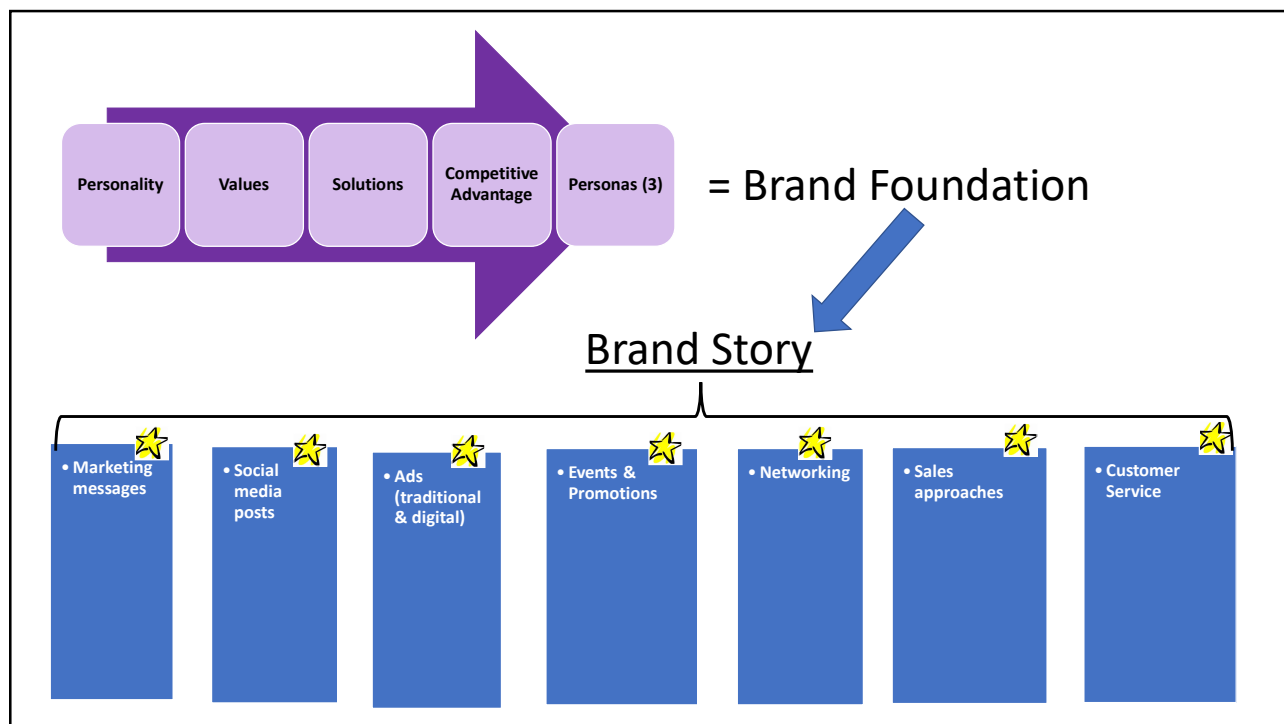 Personality
Values
Solutions
Competitive
Advantage
Personas (3)
= Brand Foundation
Brand Story
• Marketing
messages
• Social
media
posts
• Ads
(traditional
& digital)
• Events &
Promotions
• Networking
• Sales
approaches
• Customer
Service